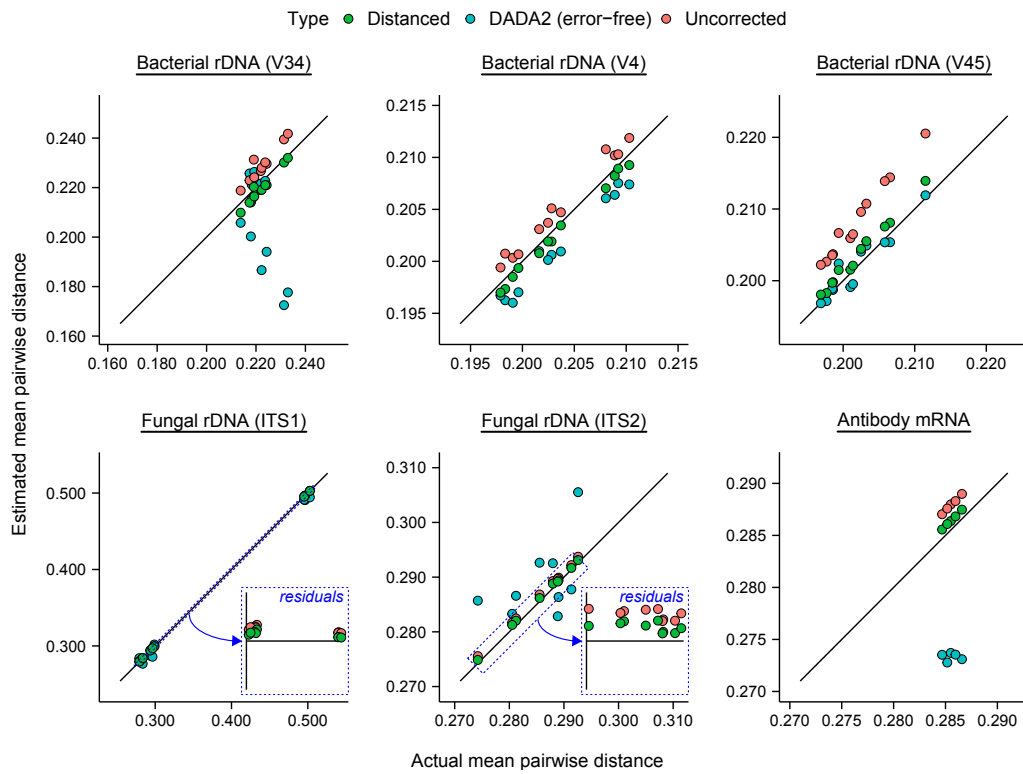 Type Distanced DADA2 (error−free) Uncorrected
Bacterial rDNA (V34)
Bacterial rDNA (V4)
Bacterial rDNA (V45)
0.240
0.220
0.200
0.180
0.160
0.160 0.200 0.220 0.240
0.215
0.210
0.205
0.200
0.195
0.195 0.200 0.205 0.210 0.215
0.220
0.210
0.200
0.200 0.210 0.220
Estimated mean pairwise distance
Fungal rDNA (ITS1)
Fungal rDNA (ITS2)
Antibody mRNA
0.500
0.400
0.300
residuals
0.300 0.400 0.500
0.310
0.300
0.290
0.280
0.270
residuals
0.270 0.280 0.290 0.300 0.310
0.290
0.285
0.280
0.275
0.270
0.270 0.275 0.280 0.285 0.290
Actual mean pairwise distance